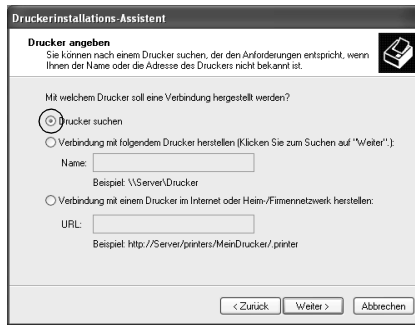 Druckerinstallations-Assistent
Drucker angeben
Sie können nach einem Drucker suchen, der den Anforderungen entspricht, wenn
Ihnen der Name oder die Adresse des Druckers nicht bekannt ist.
Mit welchem Drucker soll eine Verbindung hergestellt werden?
Drucker suchen
Verbindung mit folgendem Drucker herstellen (Klicken Sie zum Suchen auf "Weiter".):
Name:
Beispiel: \\Server\Drucker
Verbindung mit einem Drucker im Internet oder Heim-/Firmennetzwerk herstellen:
URL:
Beispiel: http://Server/printers/MeinDrucker/.printer
< Zurück Weiter > Abbrechen